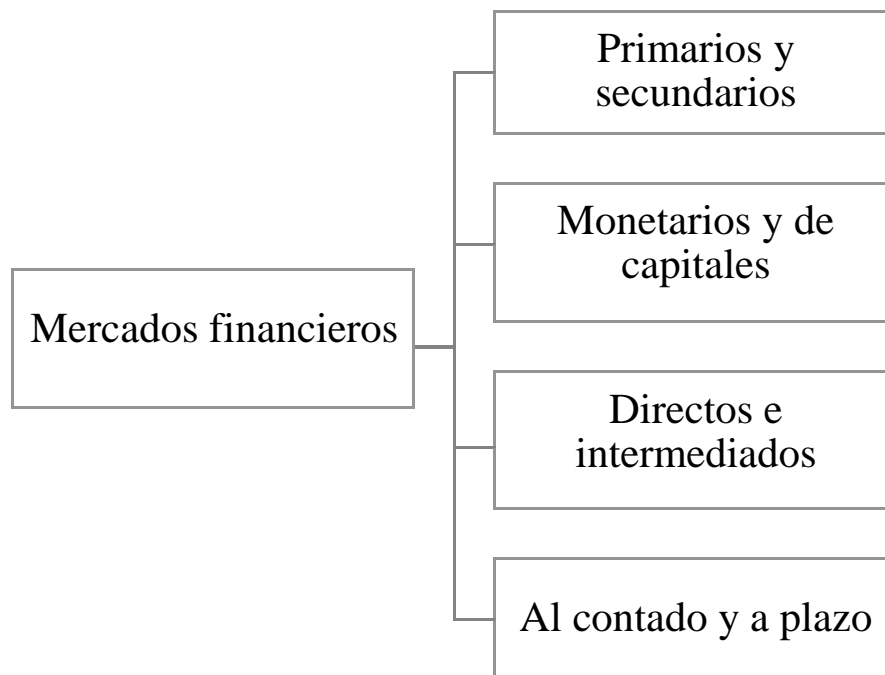 Primarios y
secundarios
Monetarios y de
capitales
Mercados financieros
Directos e
intermediados
Al contado y a plazo